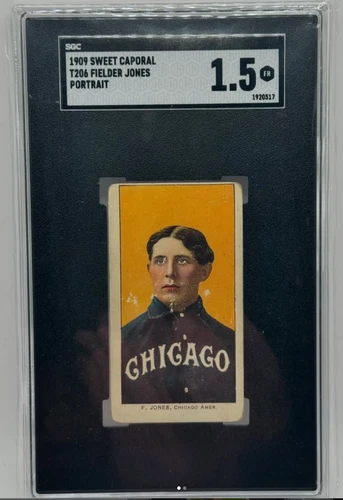 SGC
1909 SWEET CAPORAL
T206 FIELDER JONES
PORTRAIT
1.5 FR
1920517
CHICAGO
F. JONES, CHICAGO AMER.